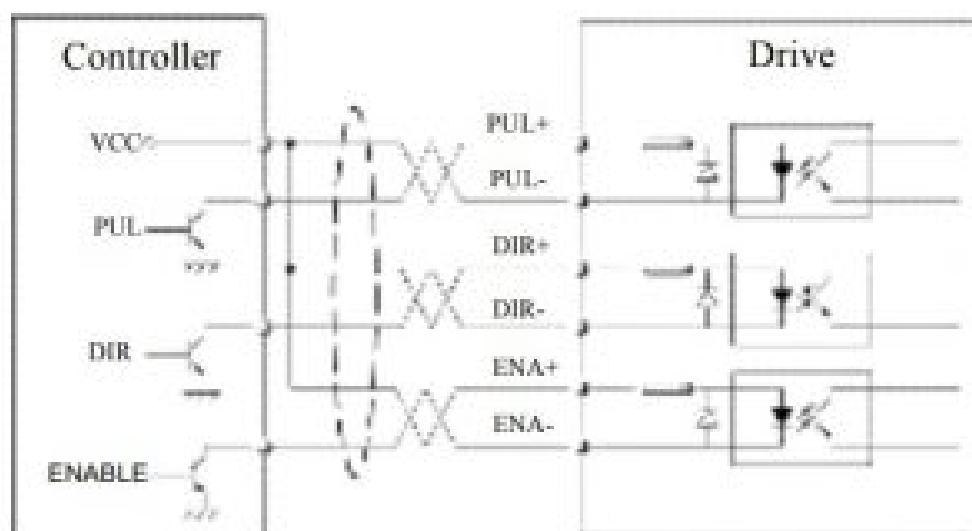 Controller
Drive
VCC
PUL+
PUL-
PUL
DIR+
DIR-
DIR
ENA+
ENA-
ENABLE